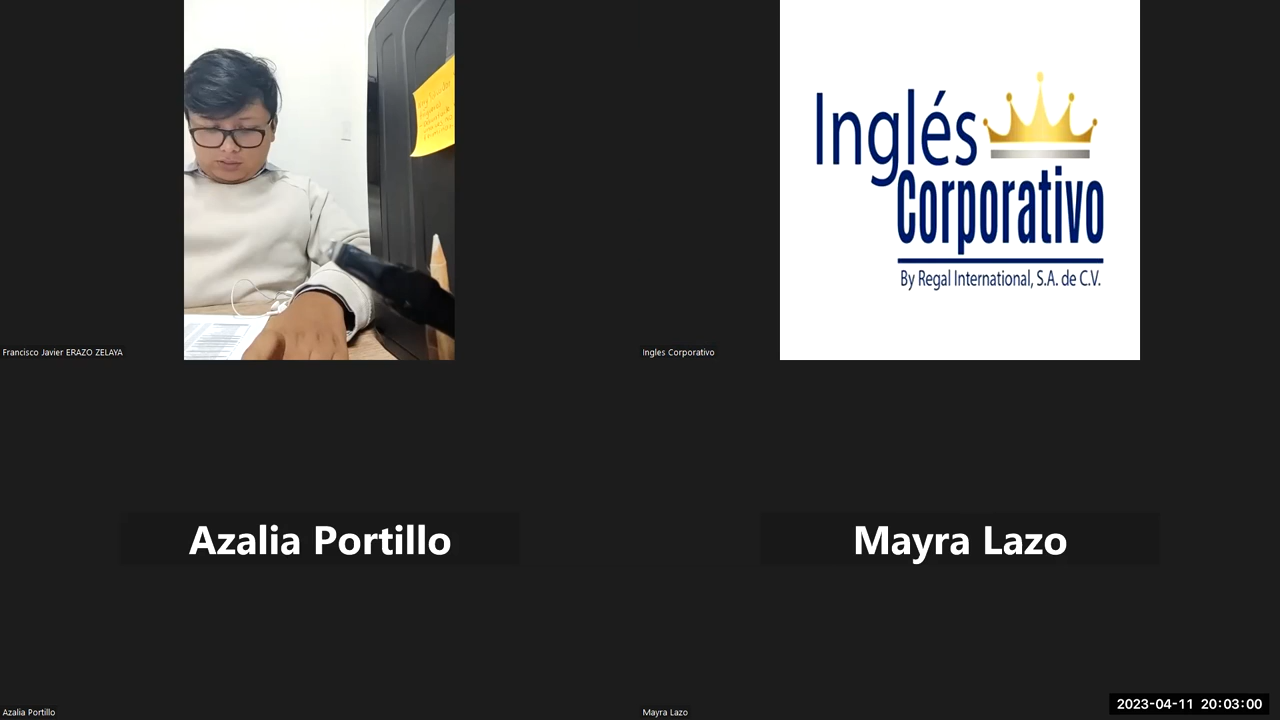 Francisco Javier ERAZO ZELAYA
Inglés
Corporativo
By Regal International, S.A. de C.V.
Ingles Corporativo
Azalia Portillo
Mayra Lazo
Azalia Portillo
Mayra Lazo
2023-04-11 20:03:00